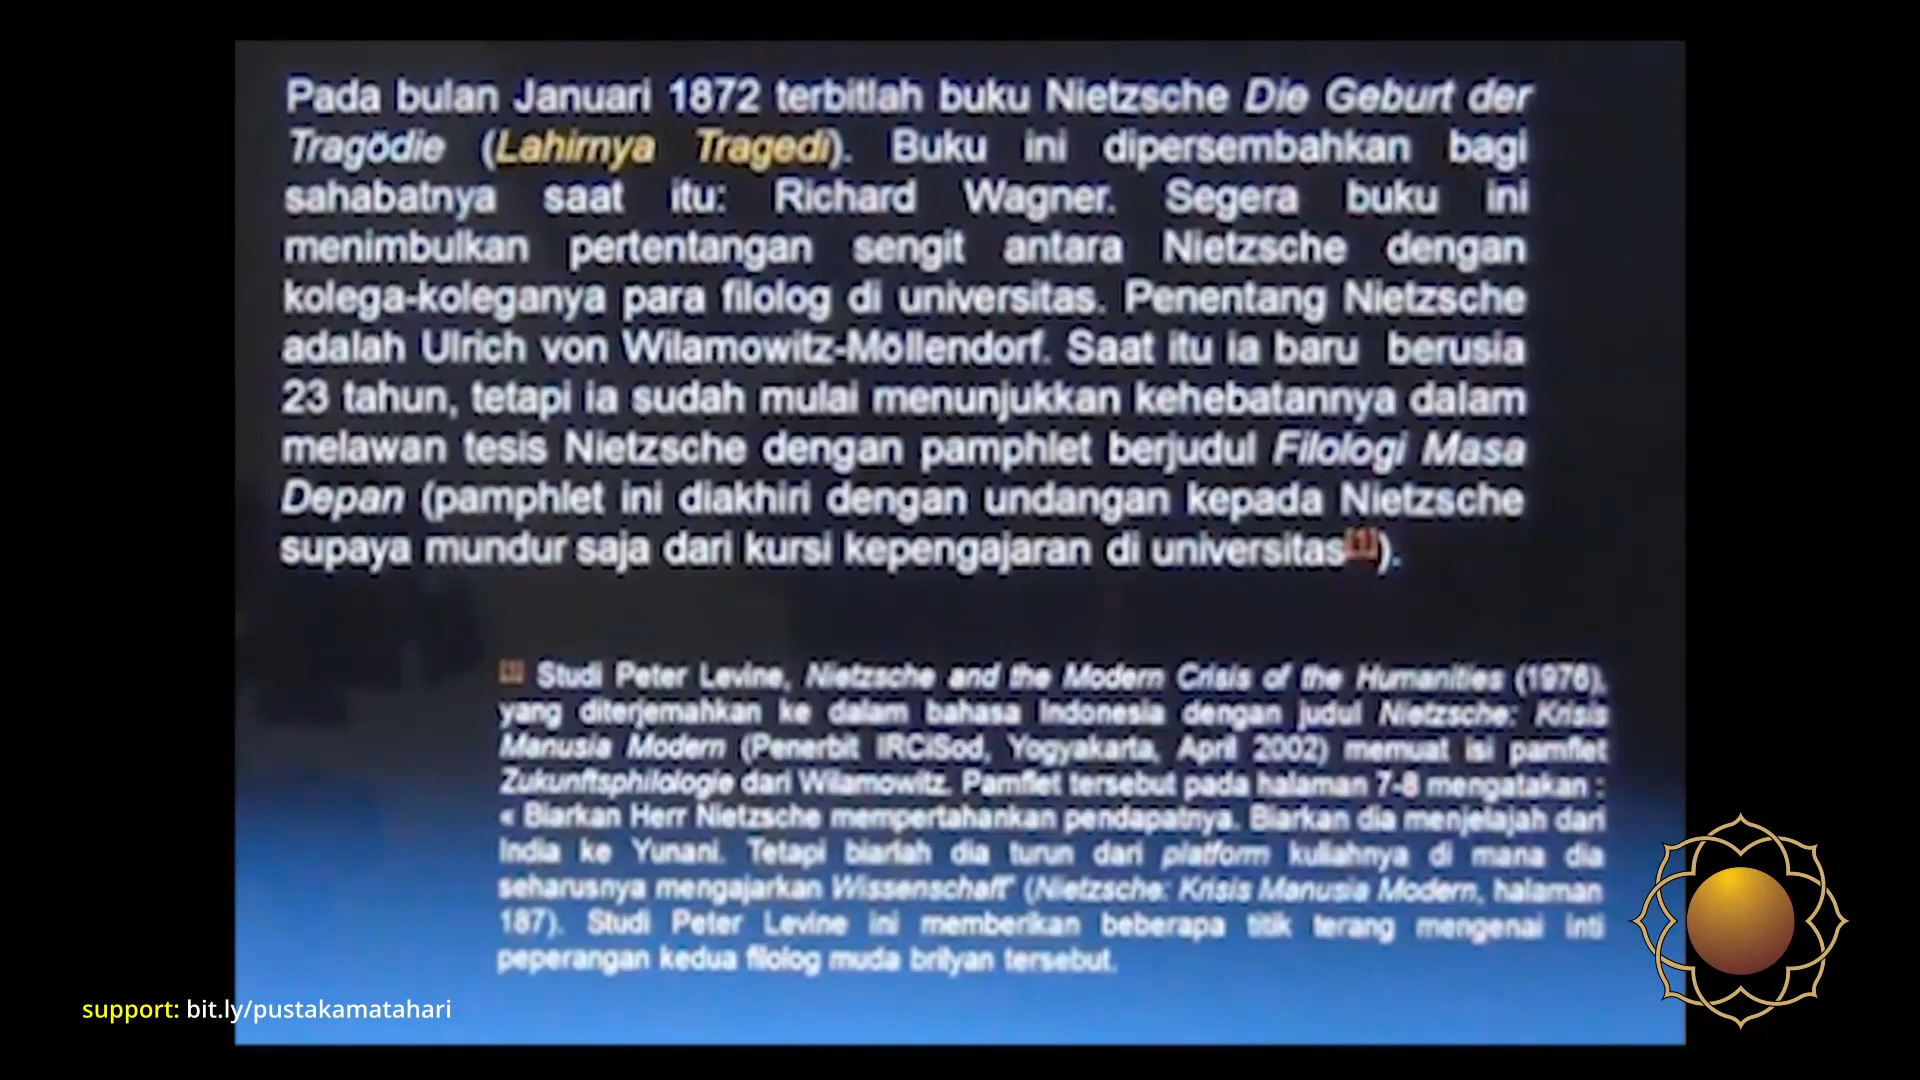 Pada bulan Januari 1872 terbitlah buku Nietzsche Die Geburt der
Tragödie (Lahirnya Tragedi). Buku ini dipersembahkan bagi
sahabatnya saat itu: Richard Wagner. Segera buku ini
menimbulkan pertentangan sengit antara Nietzsche dengan
kolega-koleganya para filolog di universitas. Penentang Nietzsche
adalah Ulrich von Wilamowitz-Möllendorf. Saat itu ia baru berusia
23 tahun, tetapi ia sudah mulai menunjukkan kehebatannya dalam
melawan tesis Nietzsche dengan pamphlet berjudul Filologi Masa
Depan (pamphlet ini diakhiri dengan undangan kepada Nietzsche
supaya mundur saja dari kursi kepengajaran di universitas[1]).
[1] Studi Peter Levine, Nietzsche and the Modern Crisis of the Humanities (1976),
yang diterjemahkan ke dalam bahasa Indonesia dengan judul Nietzsche: Krisis
Manusia Modern (Penerbit IRCiSod, Yogyakarta, April 2002) memuat isi pamflet
Zukunftsphilologie dari Wilamowitz. Pamflet tersebut pada halaman 7-8 mengatakan :
« Biarkan Herr Nietzsche mempertahankan pendapatnya. Biarkan dia menjelajah dari
India ke Yunani. Tetapi biarlah dia turun dari platform kuliahnya di mana dia
seharusnya mengajarkan Wissenschaft" (Nietzsche: Krisis Manusia Modern, halaman
187). Studi Peter Levine ini memberikan beberapa titik terang mengenai inti
peperangan kedua filolog muda brilyan tersebut.
support: bit.ly/pustakamatahari